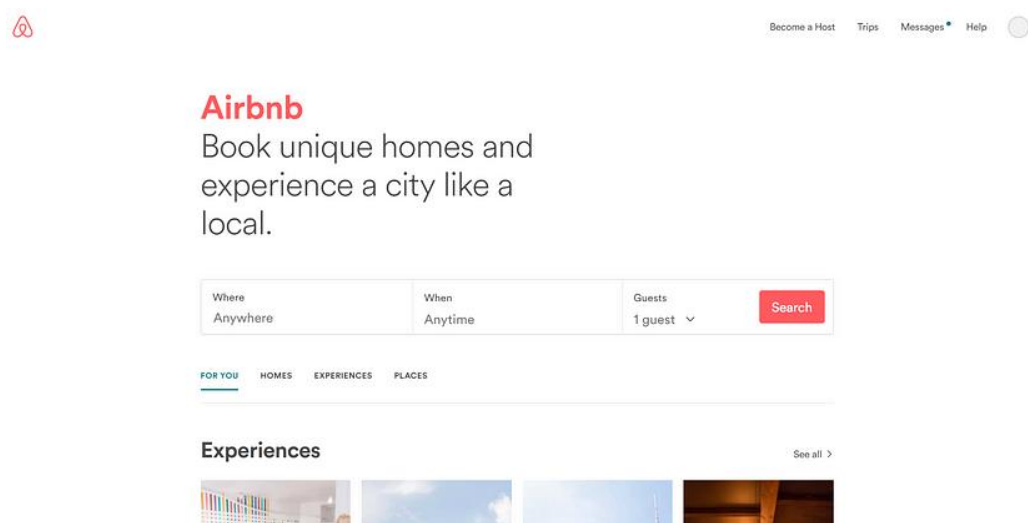 Become a Host Trips Messages Help
Airbnb
Book unique homes and
experience a city like a
local.
Where When Guests
Anywhere Anytime 1 guest Search
FOR YOU HOMES EXPERIENCES PLACES
Experiences See all